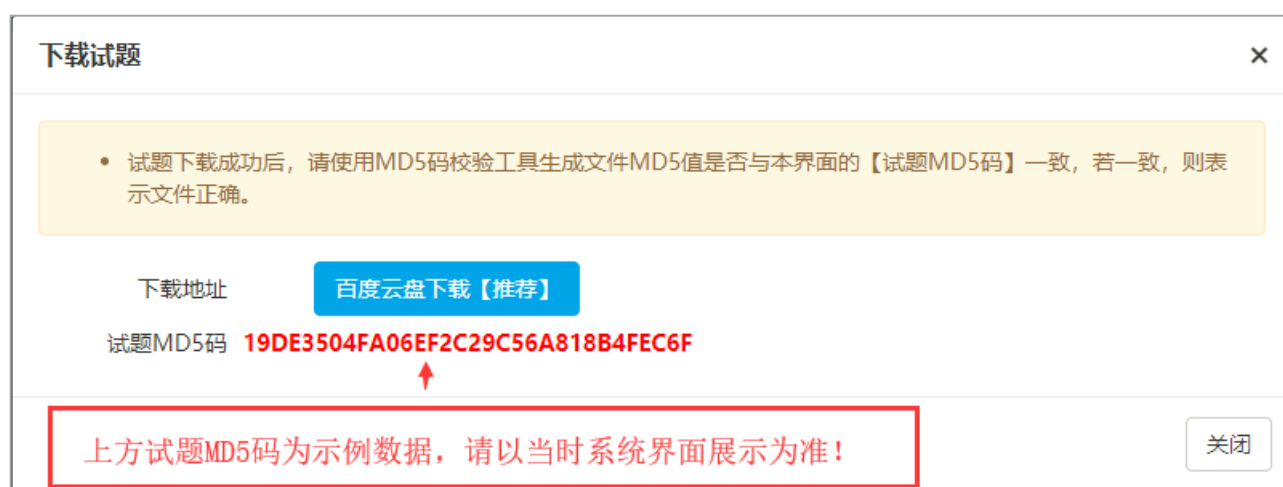 下载试题 ×
• 试题下载成功后，请使用MD5码校验工具生成文件MD5值是否与本界面的【试题MD5码】一致，若一致，则表
示文件正确。
下载地址 百度云盘下载【推荐】
试题MD5码 19DE3504FA06EF2C29C56A818B4FEC6F
上方试题MD5码为示例数据，请以当时系统界面展示为准！
关闭